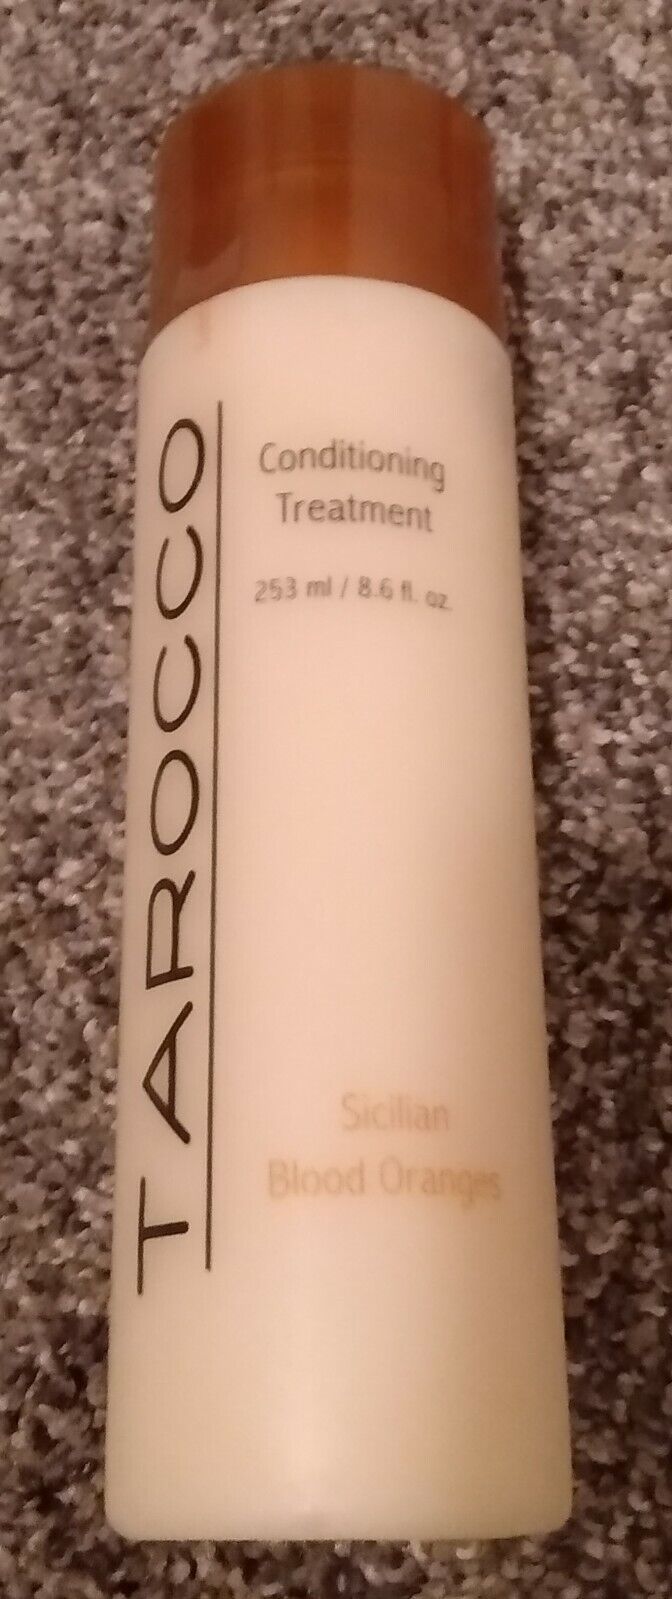 TAROCCO
Conditioning
Treatment
253 ml / 8.6 fl. oz.
Sicilian
Blood Oranges